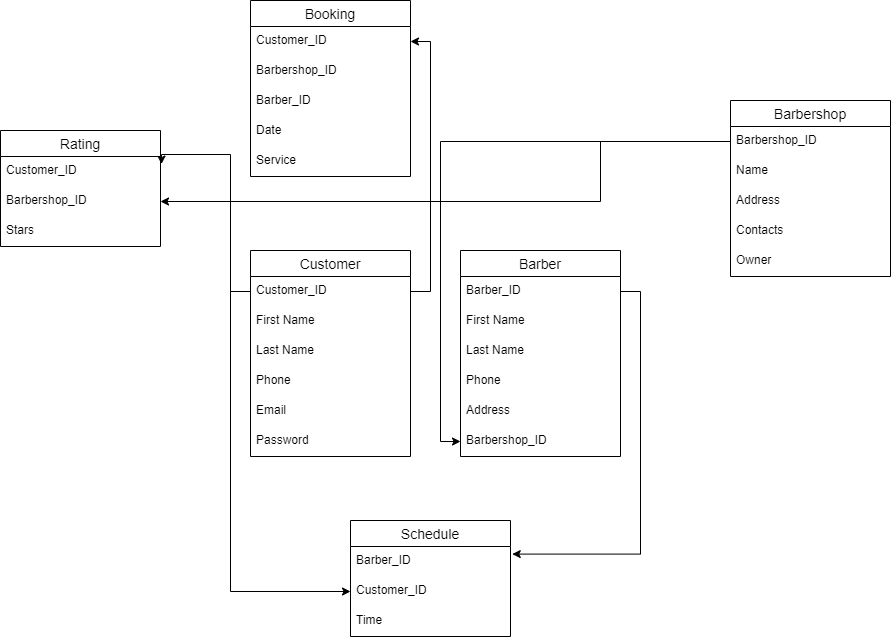 Booking
Customer_ID
Barbershop_ID
Barber_ID
Date
Service
Barbershop
Barbershop_ID
Name
Address
Contacts
Owner
Rating
Customer_ID
Barbershop_ID
Stars
Customer
Customer_ID
First Name
Last Name
Phone
Email
Password
Barber
Barber_ID
First Name
Last Name
Phone
Address
Barbershop_ID
Schedule
Barber_ID
Customer_ID
Time